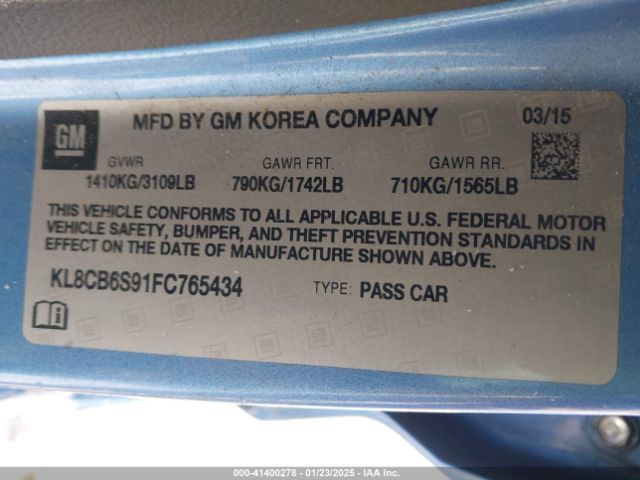 GM
MFD BY GM KOREA COMPANY 03/15
GVWR GAWR FRT. GAWR RR.
1410KG/3109LB 790KG/1742LB 710KG/1565LB
THIS VEHICLE CONFORMS TO ALL APPLICABLE U.S. FEDERAL MOTOR
VEHICLE SAFETY, BUMPER, AND THEFT PREVENTION STANDARDS IN
EFFECT ON THE DATE OF MANUFACTURE SHOWN ABOVE.
KL8CB6S91FC765434 TYPE: PASS CAR
000-41400278 - 01/23/2025 - IAA Inc.